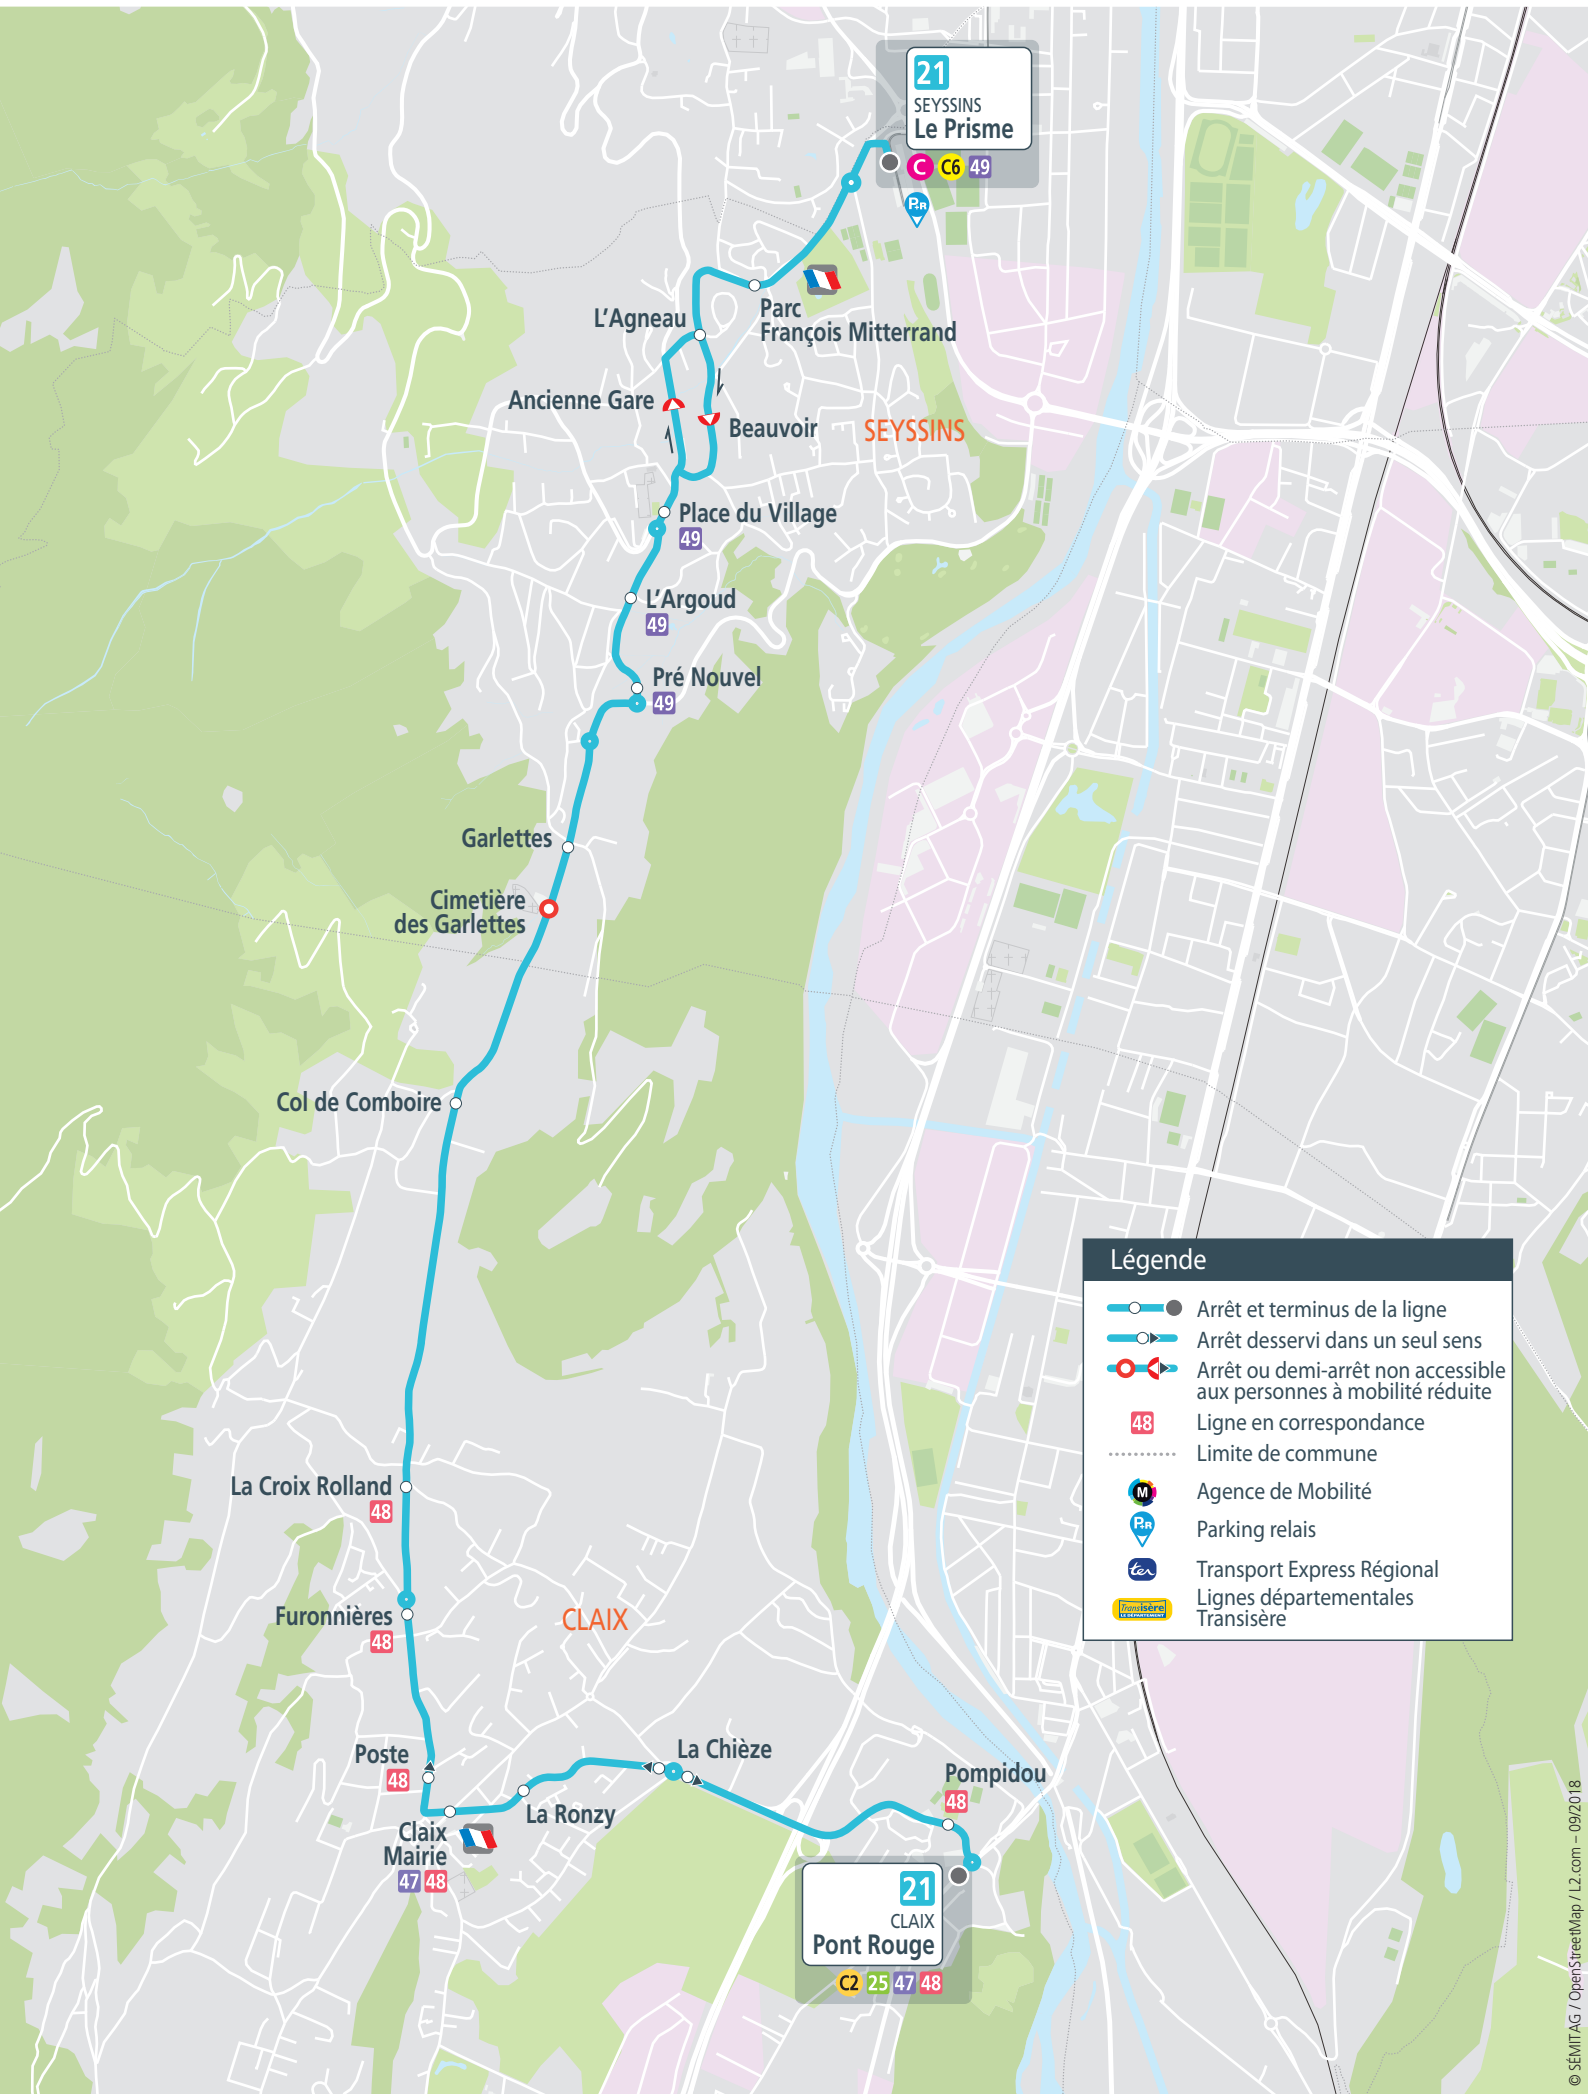 21
SEYSSINS
Le Prisme
C C6 49
P+R
Parc
François Mitterrand
L'Agneau
Ancienne Gare
Beauvoir
SEYSSINS
Place du Village
49
L'Argoud
49
Pré Nouvel
49
Garlettes
Cimetière
des Garlettes
Col de Comboire
Légende
Arrêt et terminus de la ligne
Arrêt desservi dans un seul sens
Arrêt ou demi-arrêt non accessible
aux personnes à mobilité réduite
48 Ligne en correspondance
Limite de commune
M Agence de Mobilité
P+R Parking relais
ter Transport Express Régional
Transisère
LE DÉPARTEMENT
Lignes départementales
Transisère
La Croix Rolland
48
Furonnières
48
CLAIX
Poste
48
La Chièze
Pompidou
48
La Ronzy
Claix
Mairie
47 48
21
CLAIX
Pont Rouge
C2 25 47 48
© SÉMITAG / OpenStreetMap / L2.com – 09/2018